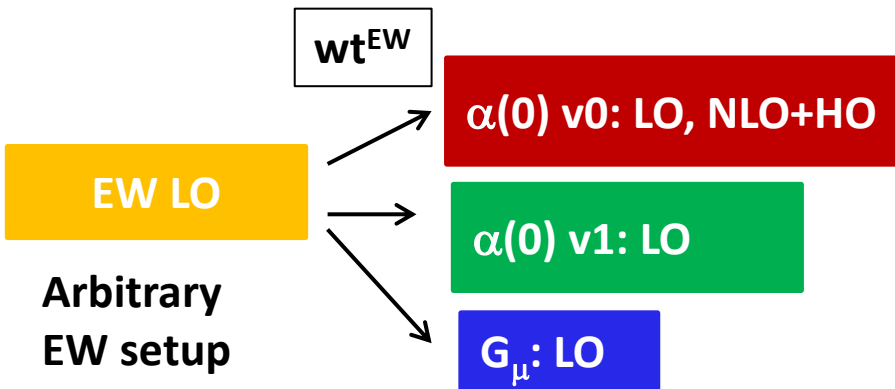 wt^EW
α(0) v0: LO, NLO+HO
EW LO
α(0) v1: LO
Arbitrary
EW setup
G_μ: LO